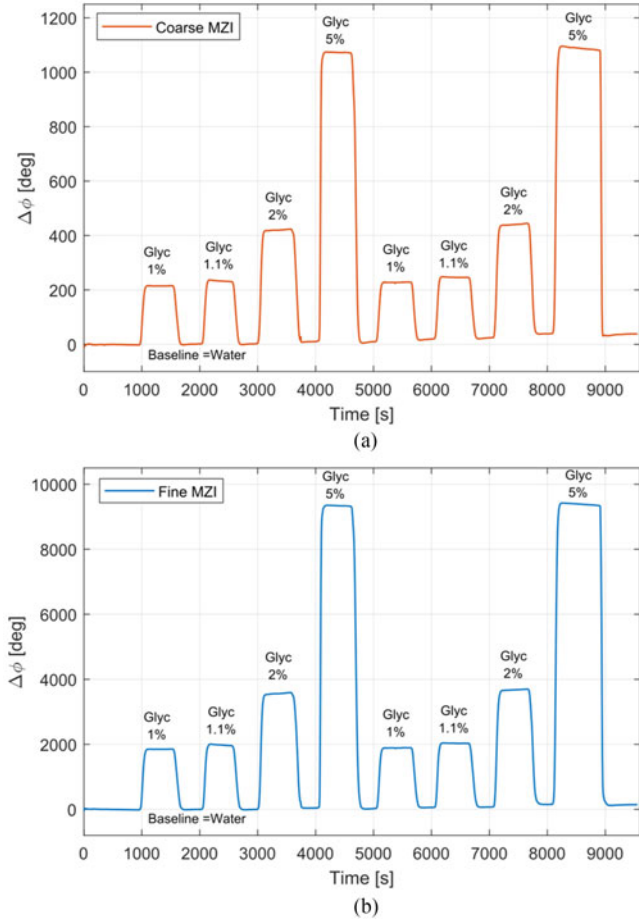 Coarse MZI
Glyc
5%
Glyc
5%
1200
1000
800
600
400
200
0
Δϕ [deg]
Glyc
1%
Glyc
1.1%
Glyc
2%
Glyc
1%
Glyc
1.1%
Glyc
2%
Baseline =Water
0 1000 2000 3000 4000 5000 6000 7000 8000 9000
Time [s]
(a)
Fine MZI
Glyc
5%
Glyc
5%
10000
8000
6000
4000
2000
0
Δϕ [deg]
Glyc
1%
Glyc
1.1%
Glyc
2%
Glyc
1%
Glyc
1.1%
Glyc
2%
Baseline =Water
0 1000 2000 3000 4000 5000 6000 7000 8000 9000
Time [s]
(b)